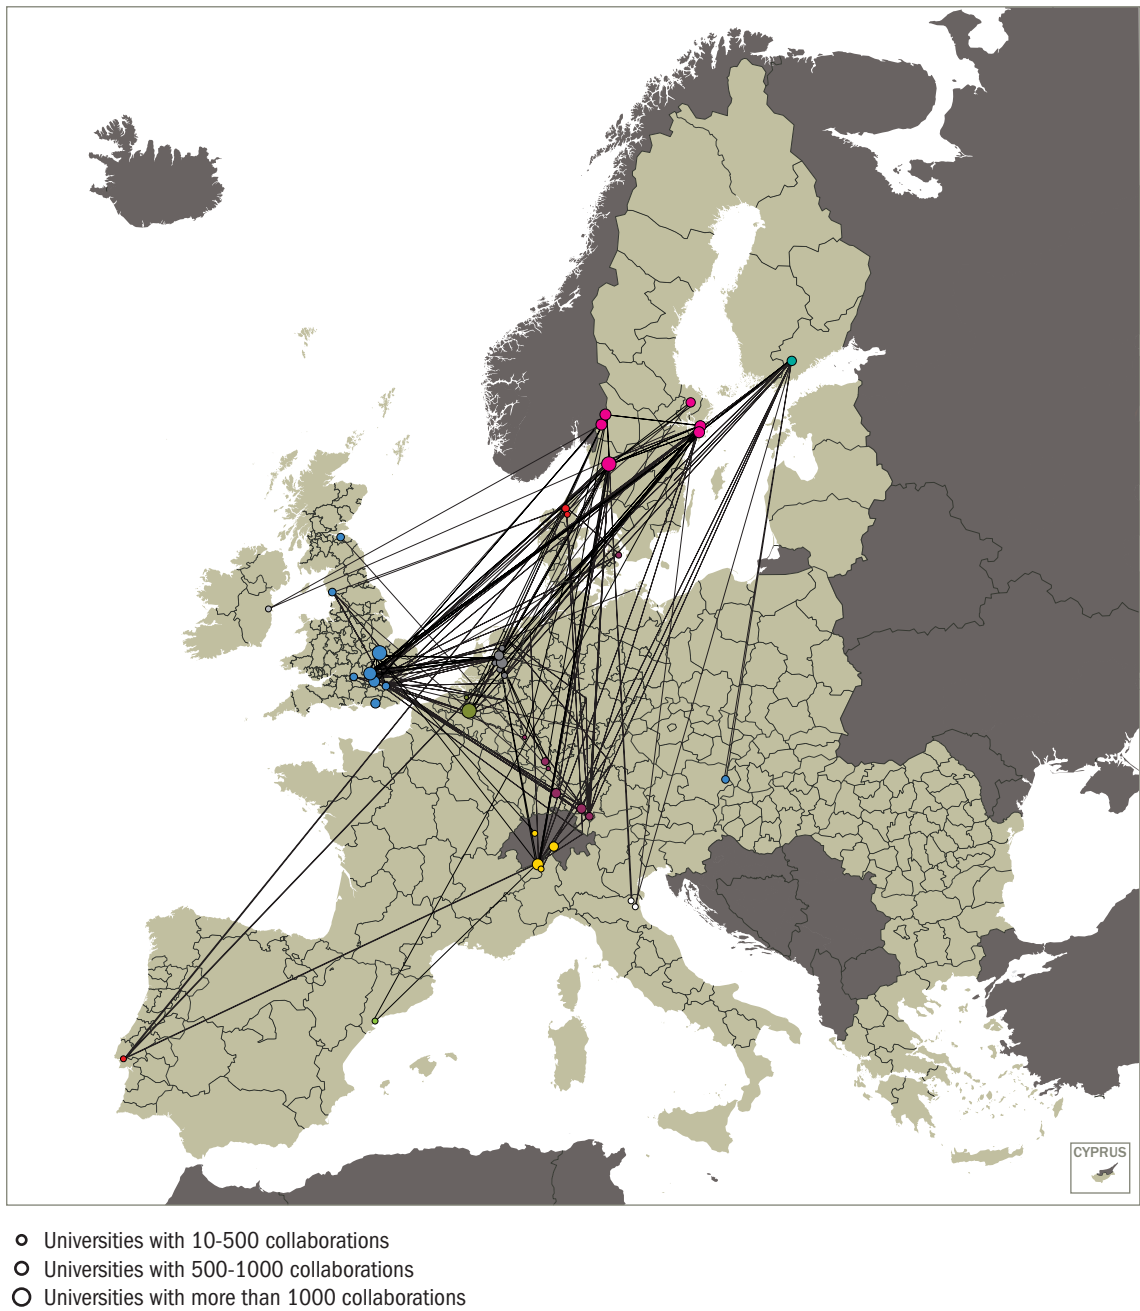 CYPRUS
Universities with 10-500 collaborations
Universities with 500-1000 collaborations
Universities with more than 1000 collaborations